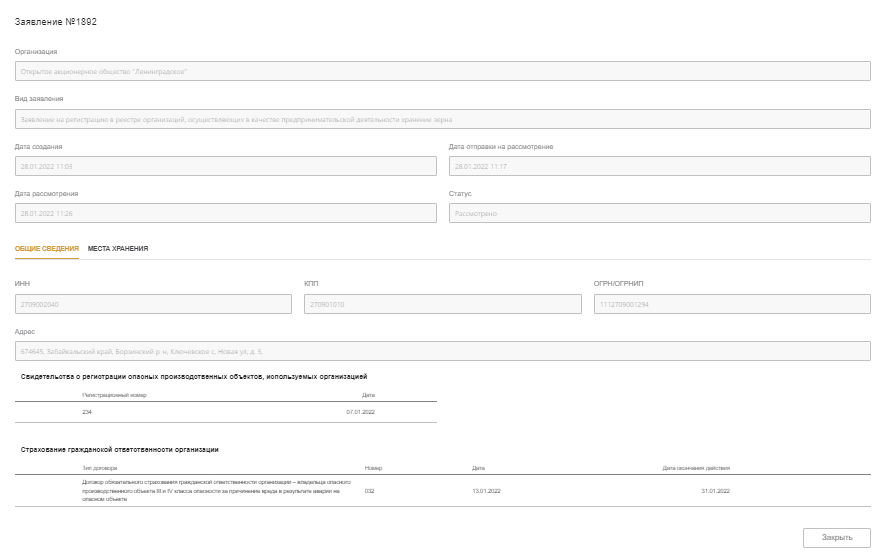 Заявление №1892
Организация
Открытое акционерное общество "Ленинградское"
Вид заявления
Заявление на регистрацию в реестре организаций, осуществляющих в качестве предпринимательской деятельности хранение зерна
Дата создания
Дата отправки на рассмотрение
28.01.2022 11:03
28.01.2022 11:17
Дата рассмотрения
Статус
28.01.2022 11:26
Рассмотрено
ОБЩИЕ СВЕДЕНИЯ МЕСТА ХРАНЕНИЯ
ИНН
КПП
ОГРН/ОГРНИП
2709002040
270901010
1112709001294
Адрес
674645, Забайкальский край, Борзинский р-н, Ключевское с, Новая ул, д. 5,
Свидетельства о регистрации опасных производственных объектов, используемых организацией
Регистрационный номер Дата
234 07.01.2022
Страхование гражданской ответственности организации
Тип договора Номер Дата Дата окончания действия
Договор обязательного страхования гражданской ответственности организации – владельца опасного
производственного объекта III и IV класса опасности за причинение вреда в результате аварии на
опасном объекте
032 13.01.2022 31.01.2022
Закрыть